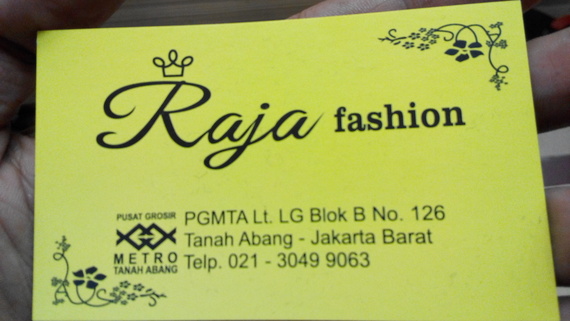 Raja fashion
PUSAT GROSIR
METRO
TANAH ABANG
PGMTA Lt. LG Blok B No. 126
Tanah Abang - Jakarta Barat
Telp. 021 - 3049 9063